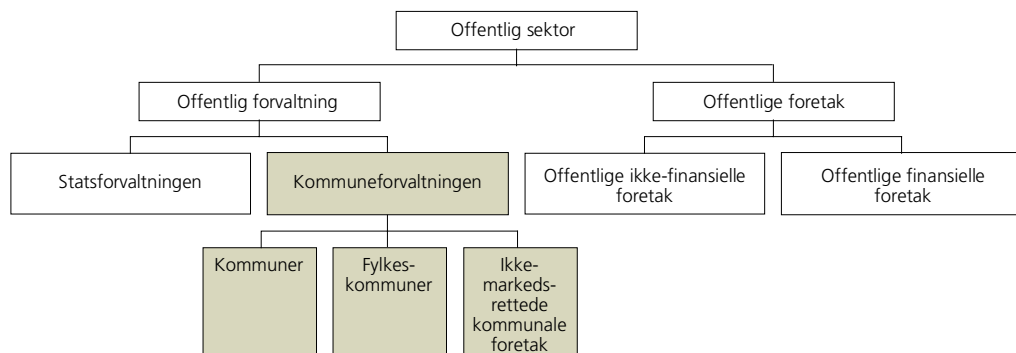 Offentlig sektor
Offentlig forvaltning
Offentlige foretak
Statsforvaltningen
Kommuneforvaltningen
Offentlige ikke-finansielle
foretak
Offentlige finansielle
foretak
Kommuner
Fylkes-
kommuner
Ikke-
markeds-
rettede
kommunale
foretak